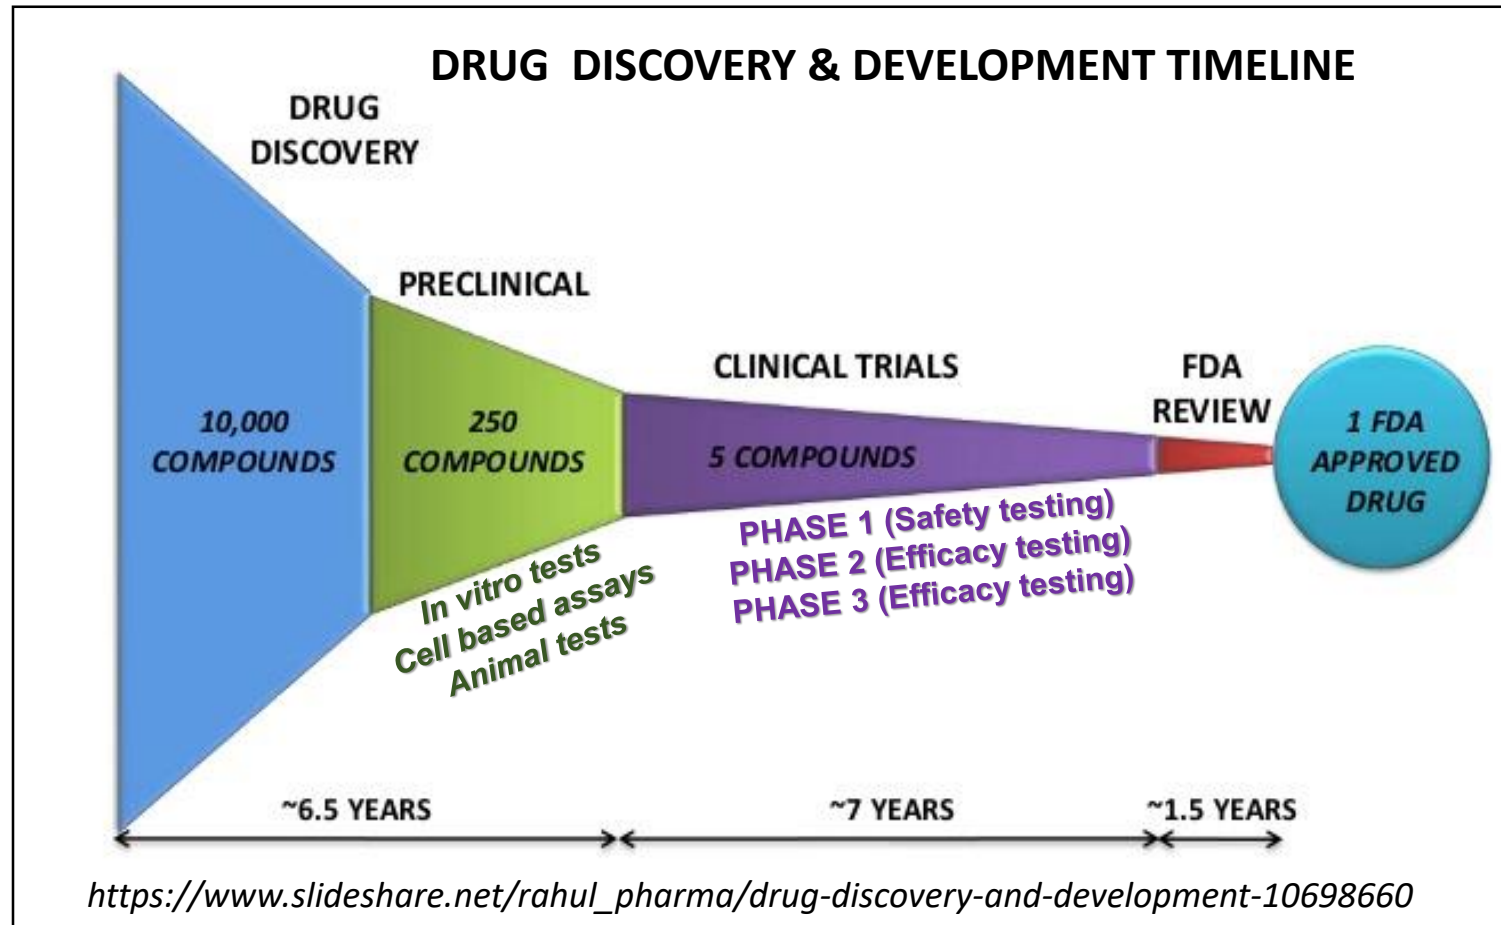 DRUG DISCOVERY & DEVELOPMENT TIMELINE
DRUG
DISCOVERY
PRECLINICAL
CLINICAL TRIALS
FDA
REVIEW
10,000
COMPOUNDS
250
COMPOUNDS
5 COMPOUNDS
1 FDA
APPROVED
DRUG
In vitro tests
Cell based assays
Animal tests
PHASE 1 (Safety testing)
PHASE 2 (Efficacy testing)
PHASE 3 (Efficacy testing)
~6.5 YEARS
~7 YEARS
~1.5 YEARS
https://www.slideshare.net/rahul_pharma/drug-discovery-and-development-10698660